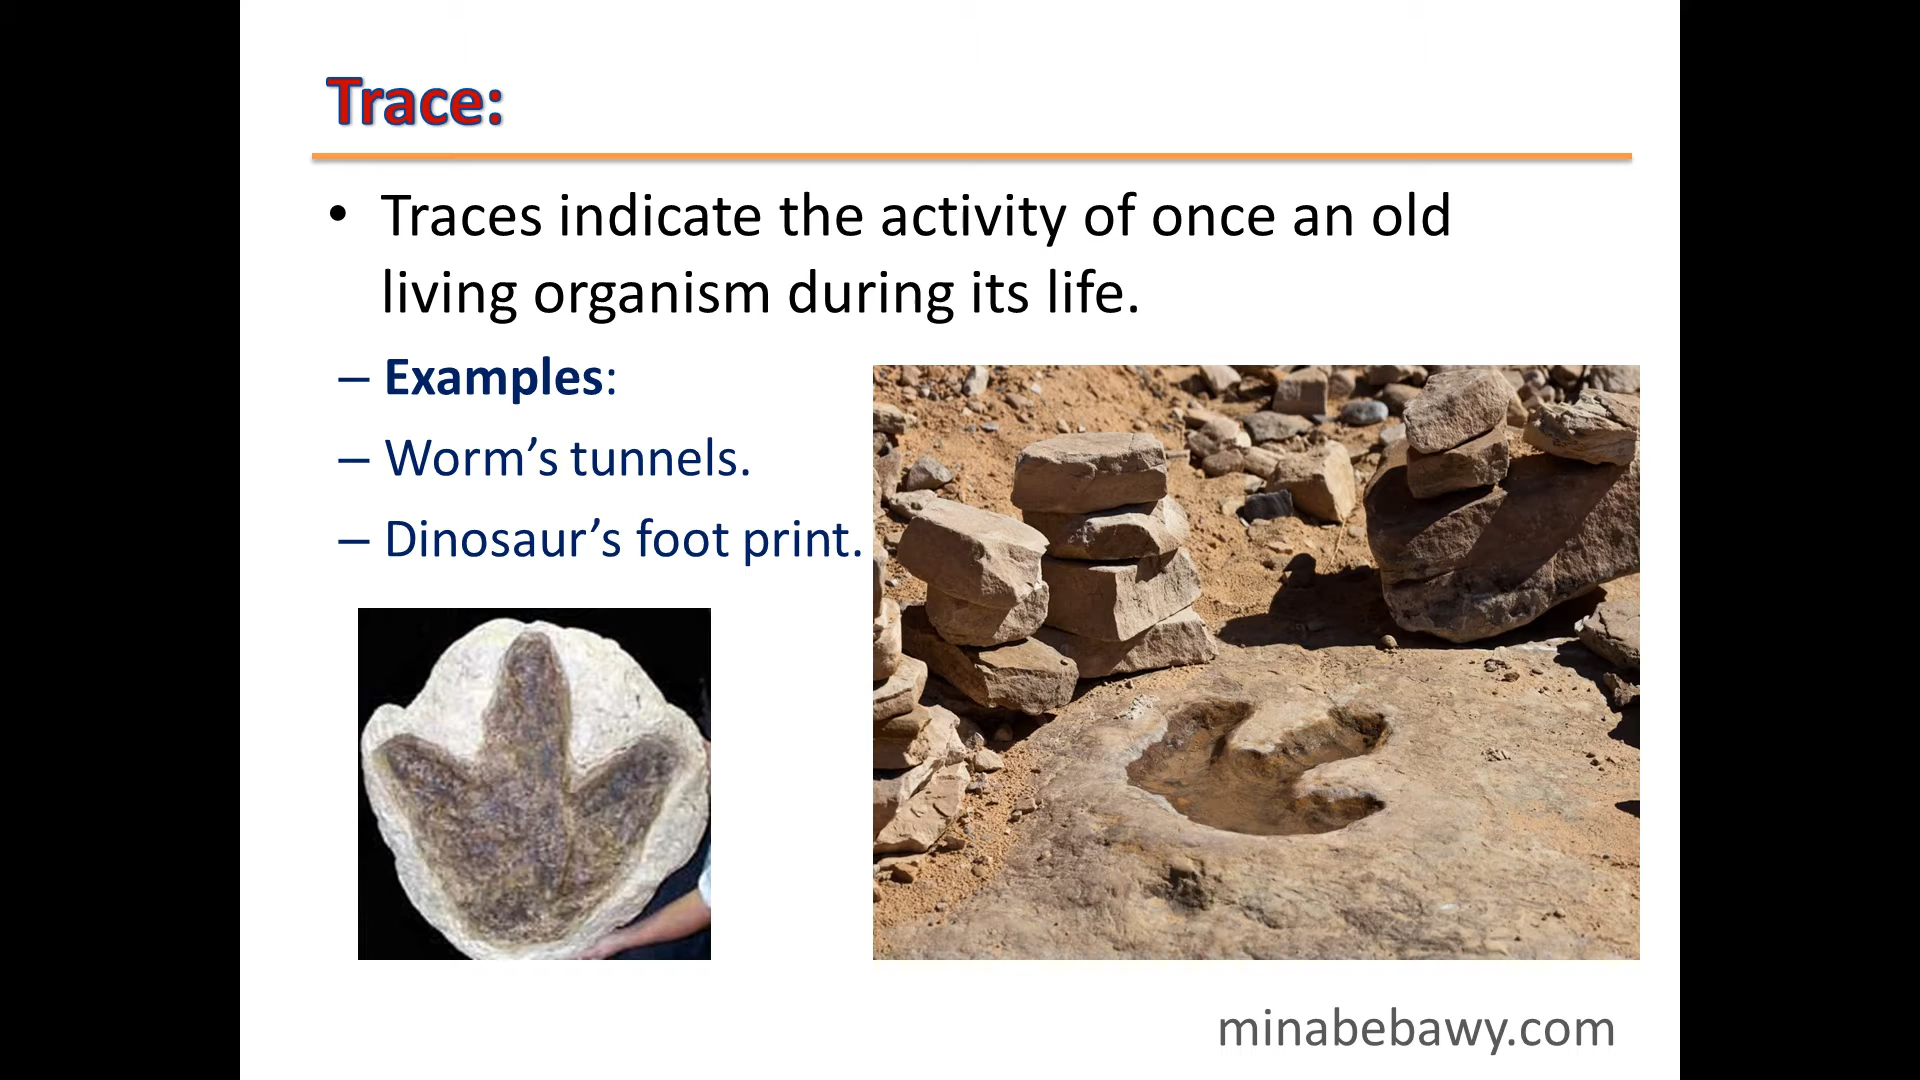 Trace:
• Traces indicate the activity of once an old
living organism during its life.
– Examples:
– Worm’s tunnels.
– Dinosaur’s foot print.
minabebawy.com